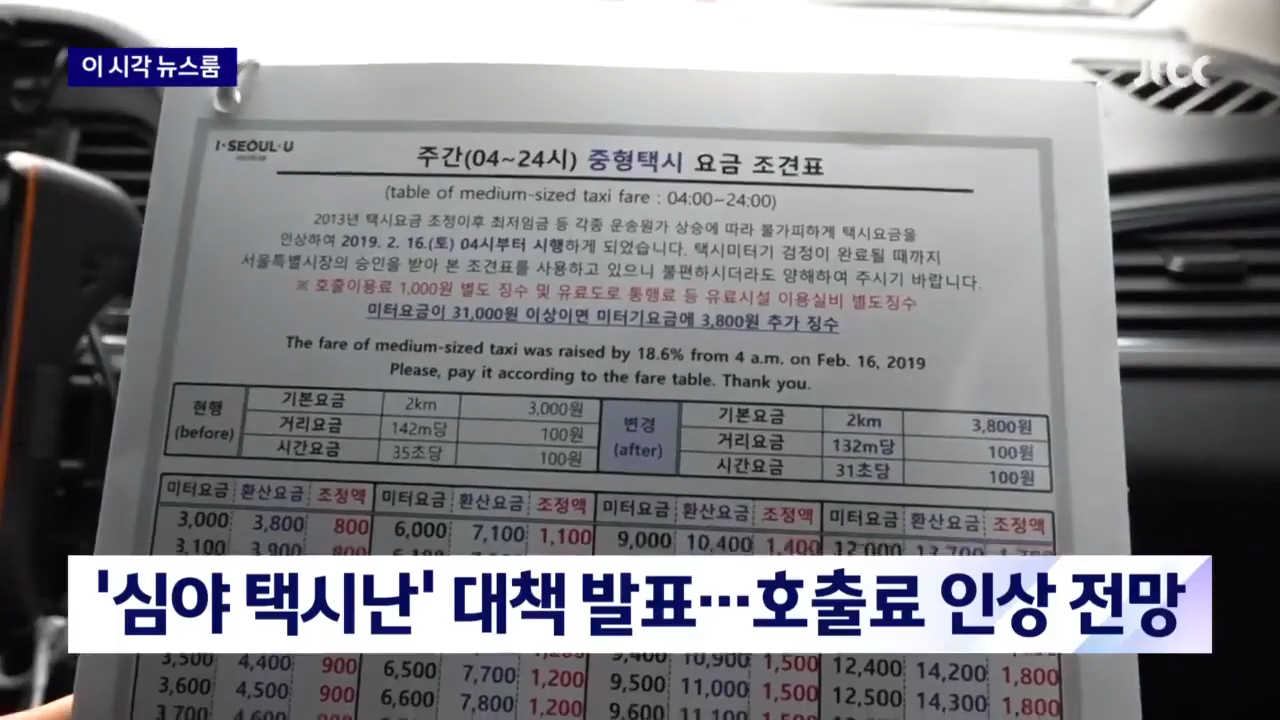 이 시각 뉴스룸
JTBC
I·SEOUL·U
주간(04~24시) 중형택시 요금 조견표
(table of medium-sized taxi fare : 04:00~24:00)
2013년 택시요금 조정이후 최저임금 등 각종 운송원가 상승에 따라 불가피하게 택시요금을
인상하여 2019. 2. 16.(토) 04시부터 시행하게 되었습니다. 택시미터기 검정이 완료될 때까지
서울특별시장의 승인을 받아 본 조견표를 사용하고 있으니 불편하시더라도 양해하여 주시기 바랍니다.
※ 호출이용료 1,000원 별도 징수 및 유료도로 통행료 등 유료시설 이용실비 별도징수
미터요금이 31,000원 이상이면 미터기요금에 3,800원 추가 징수
The fare of medium-sized taxi was raised by 18.6% from 4 a.m. on Feb. 16, 2019
Please, pay it according to the fare table. Thank you.
현행 (before) 기본요금 2km 3,000원 변경 (after) 기본요금 2km 3,800원
거리요금 142m당 100원 거리요금 132m당 100원
시간요금 35초당 100원 시간요금 31초당 100원
미터요금 환산요금 조정액 미터요금 환산요금 조정액 미터요금 환산요금 조정액 미터요금 환산요금 조정액
3,000 3,800 800 6,000 7,100 1,100 9,000 10,400 1,400 12,000 13,700
3,100 3,900 800
'심야 택시난' 대책 발표…호출료 인상 전망
3,500 4,400 900 6,500 7,700 1,200 9,400 10,900 1,500 12,400 14,200 1,800
3,600 4,500 900 6,600 7,800 1,200 9,500 11,000 1,500 12,500 14,300 1,800
3,700 4,600 9,600 11,100